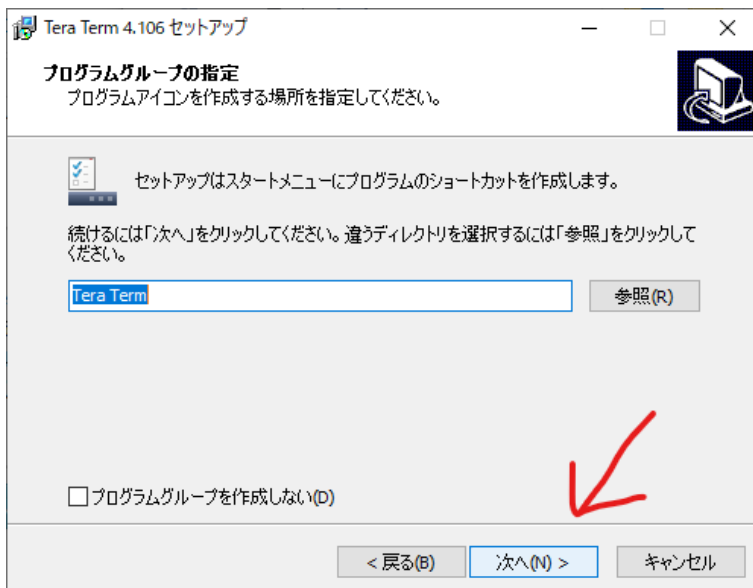 Tera Term 4.106 セットアップ
プログラムグループの指定
プログラムアイコンを作成する場所を指定してください。
セットアップはスタートメニューにプログラムのショートカットを作成します。
続けるには「次へ」をクリックしてください。違うディレクトリを選択するには「参照」をクリックして
ください。
Tera Term
参照(R)
プログラムグループを作成しない(D)
< 戻る(B)
次へ(N) >
キャンセル